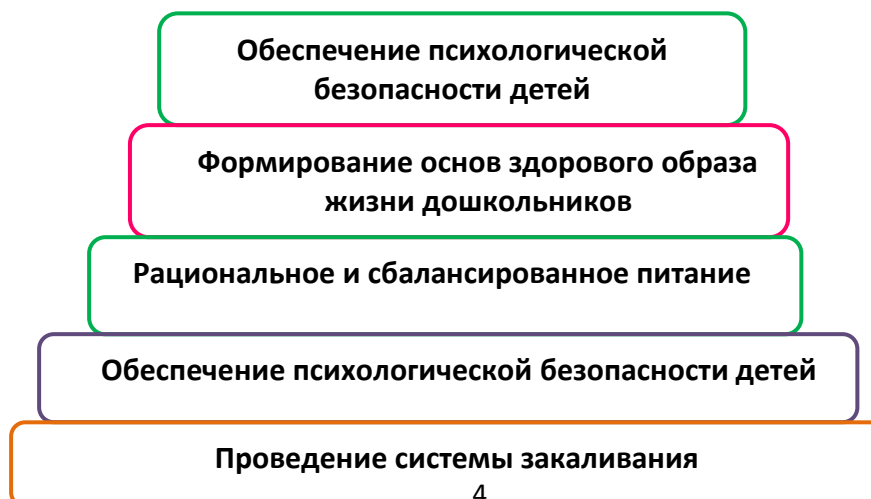 Обеспечение психологической
безопасности детей
Формирование основ здорового образа
жизни дошкольников
Рациональное и сбалансированное питание
Обеспечение психологической безопасности детей
Проведение системы закаливания
4